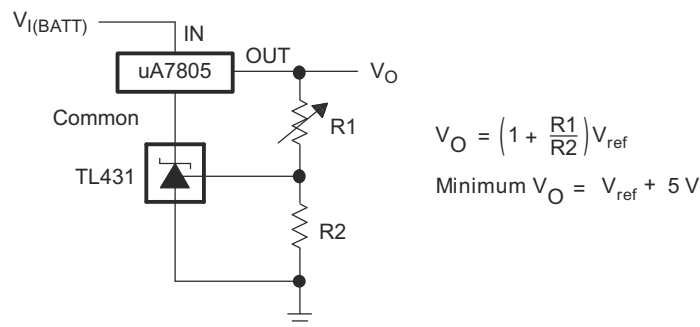 V_I(BATT)
IN
uA7805
OUT
V_O
Common
R1
TL431
R2
V_O = (1 + R1/R2)V_ref
Minimum V_O = V_ref + 5 V